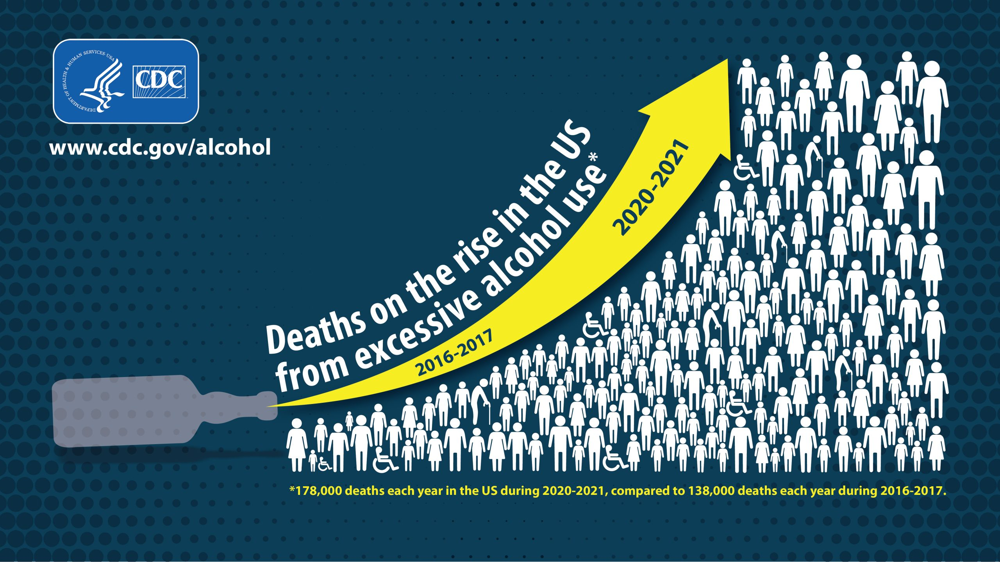 DEPARTMENT OF HEALTH & HUMAN SERVICES · USA
CDC
www.cdc.gov/alcohol
Deaths on the rise in the US
from excessive alcohol use*
2016-2017
2020-2021
*178,000 deaths each year in the US during 2020-2021, compared to 138,000 deaths each year during 2016-2017.